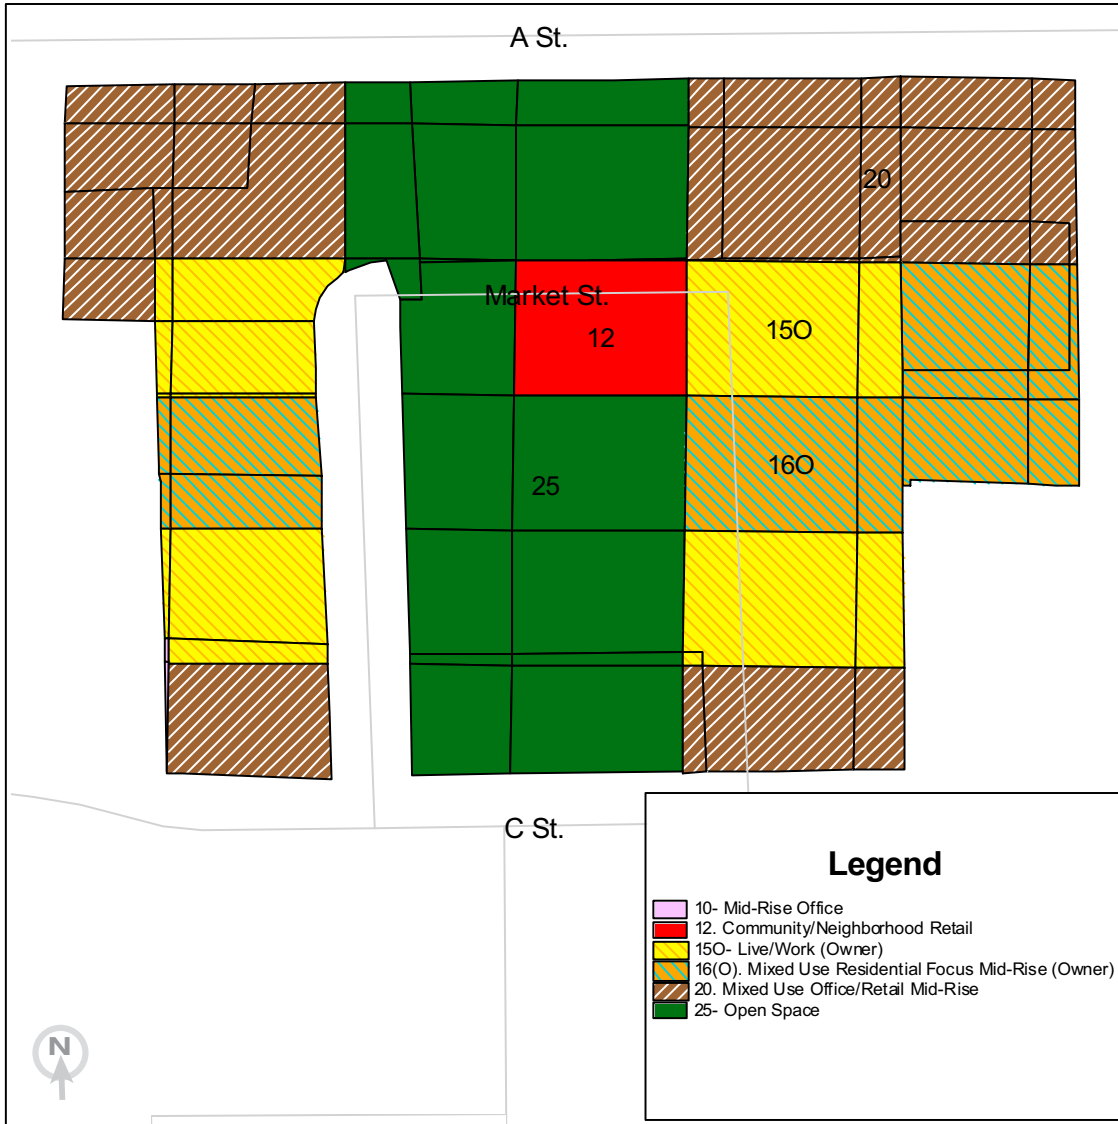 A St.
20
Market St.
12
15O
16O
25
C St.
Legend
10- Mid-Rise Office
12. Community/Neighborhood Retail
15O- Live/Work (Owner)
16(O). Mixed Use Residential Focus Mid-Rise (Owner)
20. Mixed Use Office/Retail Mid-Rise
25- Open Space
N